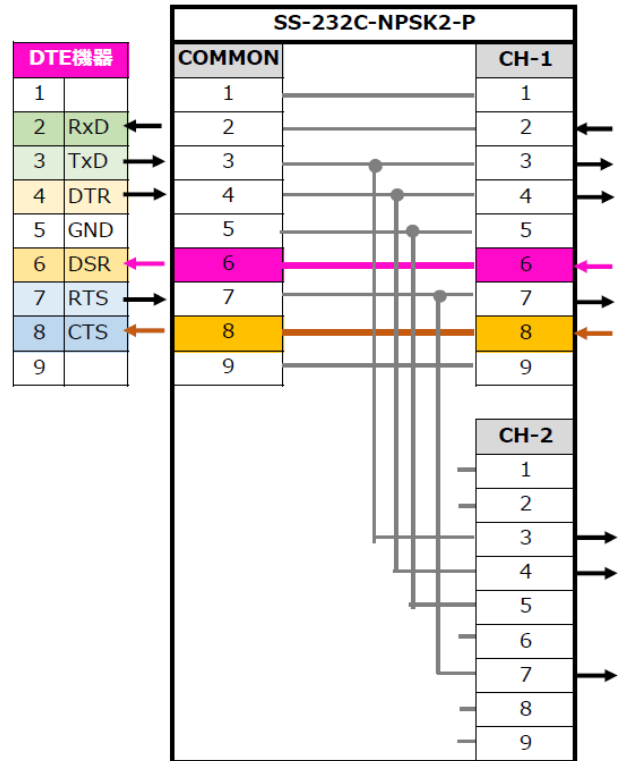 SS-232C-NPSK2-P
DTE機器 COMMON CH-1
1 1 1
2 RxD 2 2
3 TxD 3 3
4 DTR 4 4
5 GND 5 5
6 DSR 6 6
7 RTS 7 7
8 CTS 8 8
9 9 9
CH-2
1
2
3
4
5
6
7
8
9